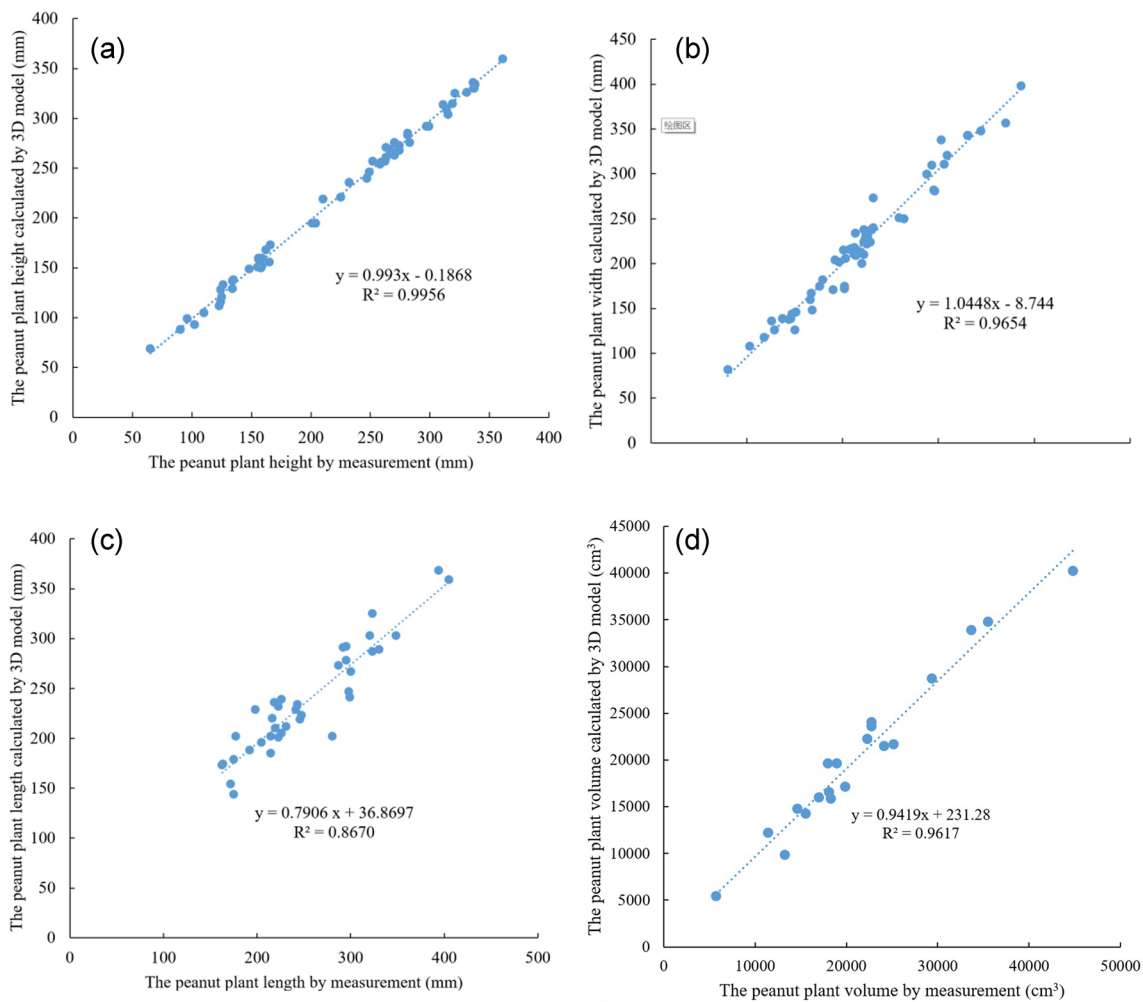 (a)
The peanut plant height calculated by 3D model (mm)
400
350
300
250
200
150
100
50
0
y = 0.993x - 0.1868
R² = 0.9956
0 50 100 150 200 250 300 350 400
The peanut plant height by measurement (mm)
(b)
The peanut plant width calculated by 3D model (mm)
450
400
350
300
250
200
150
100
50
0
绘图区
y = 1.0448x - 8.744
R² = 0.9654
(c)
The peanut plant length calculated by 3D model (mm)
400
350
300
250
200
150
100
50
0
y = 0.7906 x + 36.8697
R² = 0.8670
0 100 200 300 400 500
The peanut plant length by measurement (mm)
(d)
The peanut plant volume calculated by 3D model (cm³)
45000
40000
35000
30000
25000
20000
15000
10000
5000
0
y = 0.9419x + 231.28
R² = 0.9617
0 10000 20000 30000 40000 50000
The peanut plant volume by measurement (cm³)